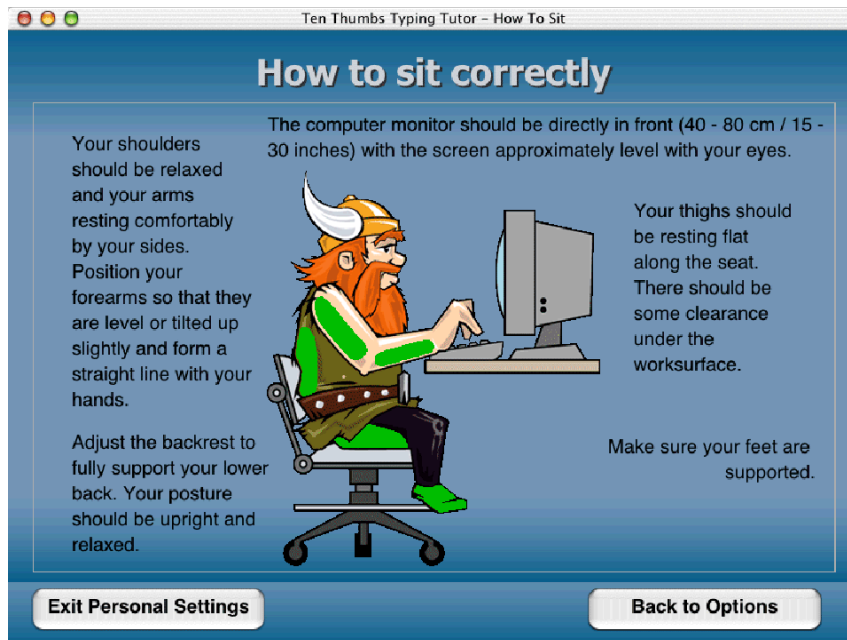 Ten Thumbs Typing Tutor - How To Sit
How to sit correctly
The computer monitor should be directly in front (40 - 80 cm / 15 -
30 inches) with the screen approximately level with your eyes.
Your shoulders
should be relaxed
and your arms
resting comfortably
by your sides.
Position your
forearms so that they
are level or tilted up
slightly and form a
straight line with your
hands.
Adjust the backrest to
fully support your lower
back. Your posture
should be upright and
relaxed.
Your thighs should
be resting flat
along the seat.
There should be
some clearance
under the
worksurface.
Make sure your feet are
supported.
Exit Personal Settings
Back to Options